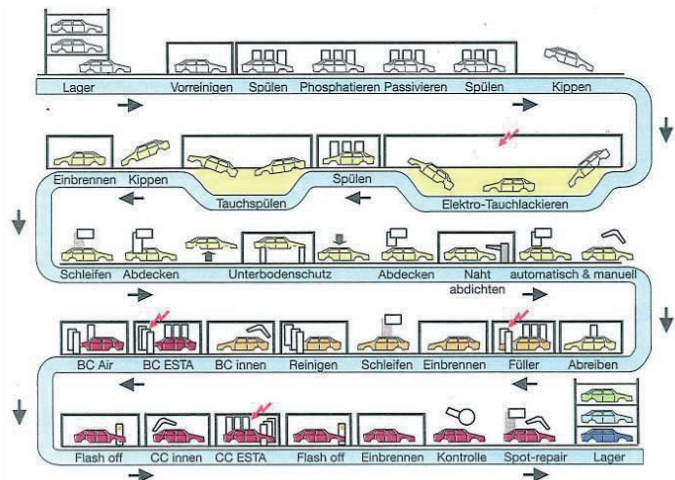 Lager Vorreinigen Spülen Phosphatieren Passivieren Spülen Kippen
Einbrennen Kippen Tauchspülen Spülen Elektro-Tauchlackieren
Schleifen Abdecken Unterbodenschutz Abdecken Naht automatisch & manuell
abdichten
BC Air BC ESTA BC innen Reinigen Schleifen Einbrennen Füller Abreiben
Flash off CC innen CC ESTA Flash off Einbrennen Kontrolle Spot-repair Lager